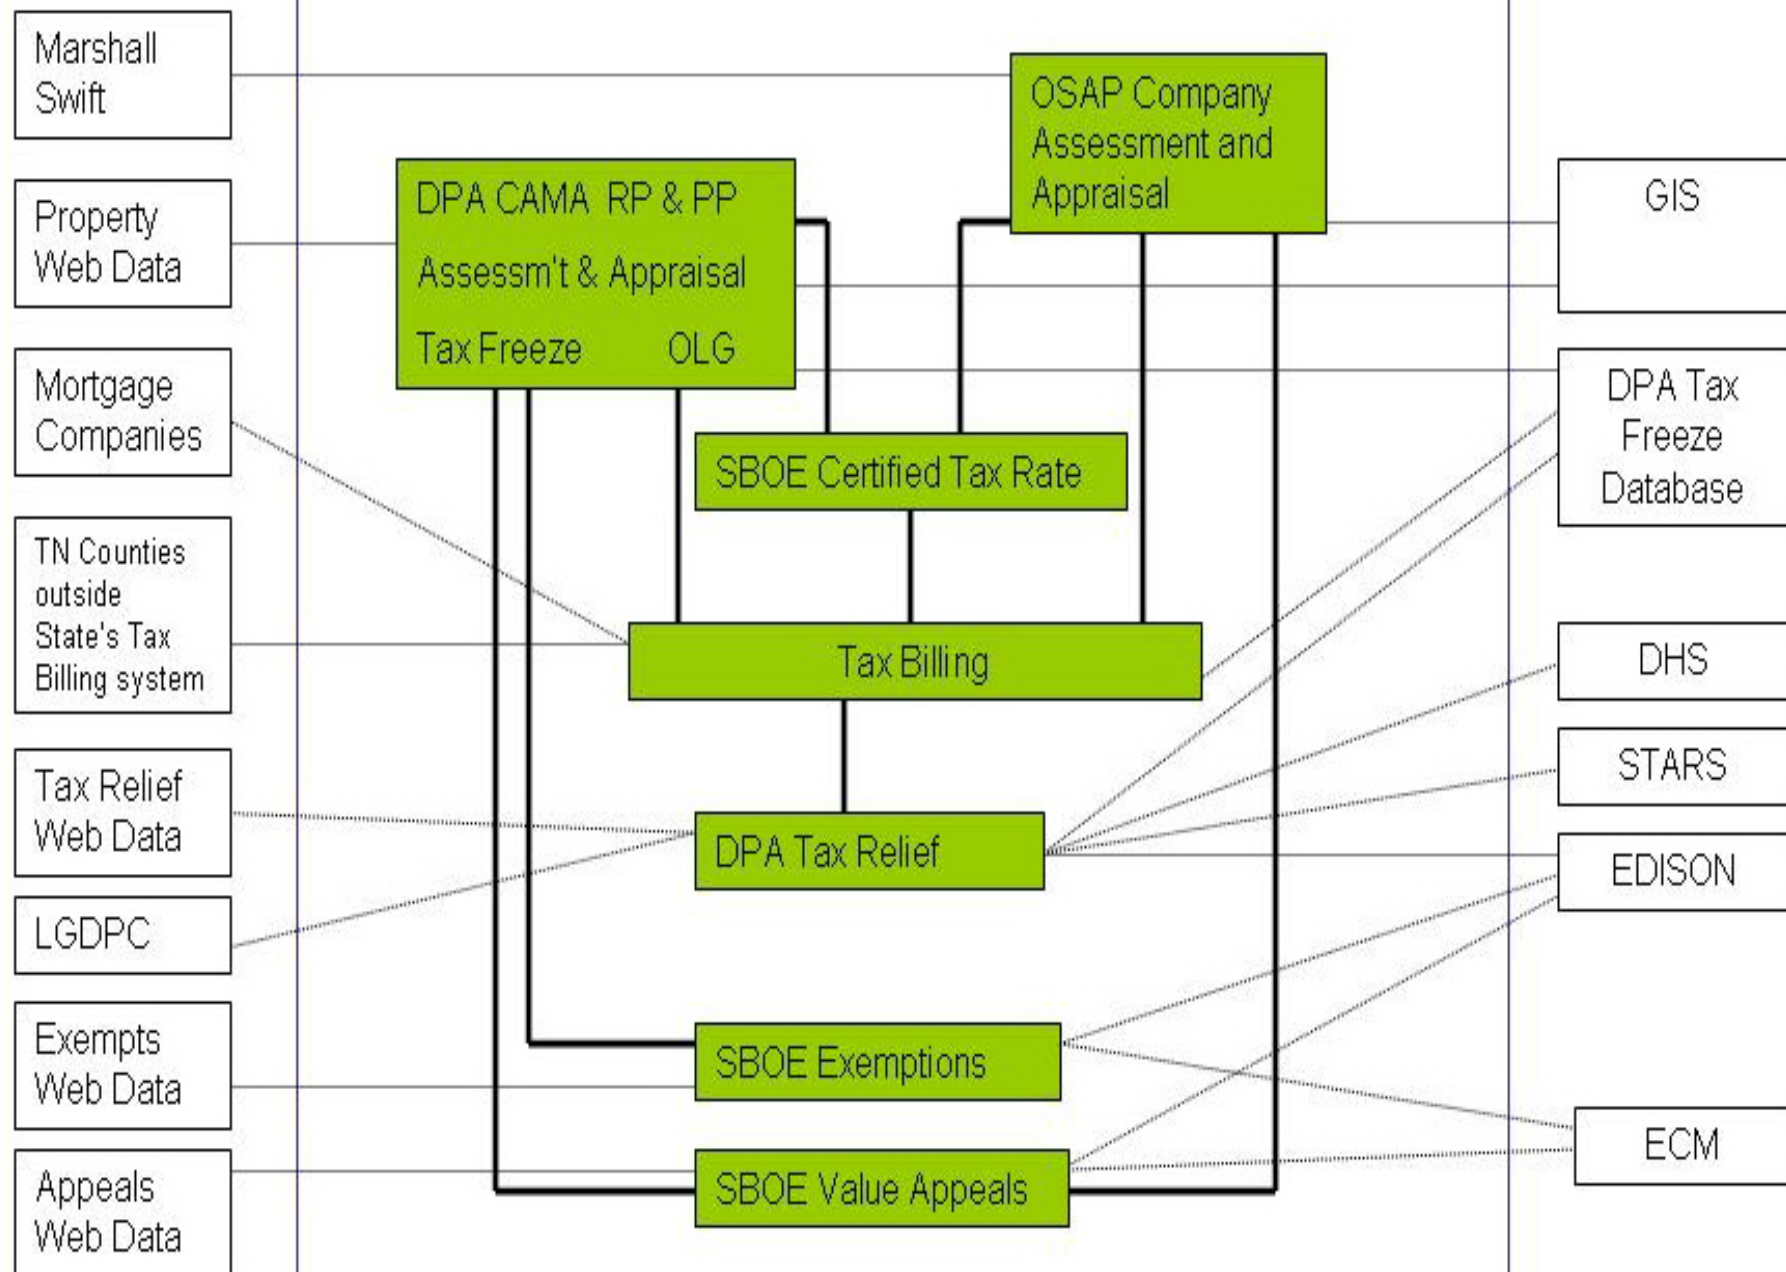 Marshall
Swift
Property
Web Data
Mortgage
Companies
TN Counties
outside
State's Tax
Billing system
Tax Relief
Web Data
LGDPC
Exempts
Web Data
Appeals
Web Data
DPA CAMA RP & PP
Assessm't & Appraisal
Tax Freeze OLG
OSAP Company
Assessment and
Appraisal
SBOE Certified Tax Rate
Tax Billing
DPA Tax Relief
SBOE Exemptions
SBOE Value Appeals
GIS
DPA Tax
Freeze
Database
DHS
STARS
EDISON
ECM